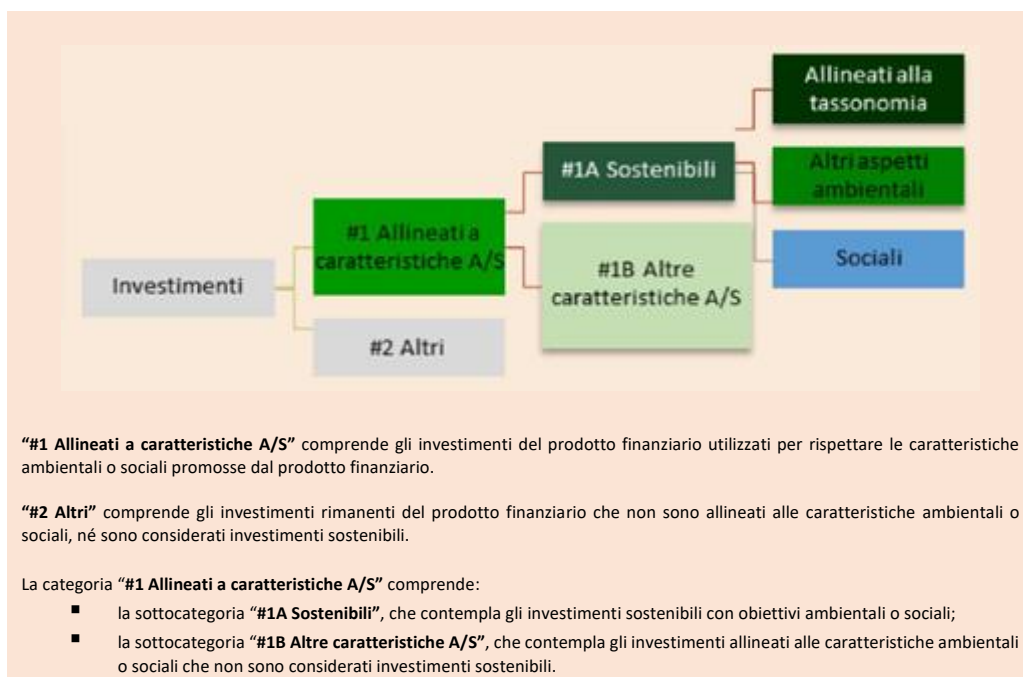 Allineati alla
tassonomia
#1A Sostenibili
Altri aspetti
ambientali
#1 Allineati a
caratteristiche A/S
Sociali
#1B Altre
caratteristiche A/S
Investimenti
#2 Altri
“#1 Allineati a caratteristiche A/S” comprende gli investimenti del prodotto finanziario utilizzati per rispettare le caratteristiche
ambientali o sociali promosse dal prodotto finanziario.
“#2 Altri” comprende gli investimenti rimanenti del prodotto finanziario che non sono allineati alle caratteristiche ambientali o
sociali, né sono considerati investimenti sostenibili.
La categoria “#1 Allineati a caratteristiche A/S” comprende:
▪ la sottocategoria “#1A Sostenibili”, che contempla gli investimenti sostenibili con obiettivi ambientali o sociali;
▪ la sottocategoria “#1B Altre caratteristiche A/S”, che contempla gli investimenti allineati alle caratteristiche ambientali
o sociali che non sono considerati investimenti sostenibili.